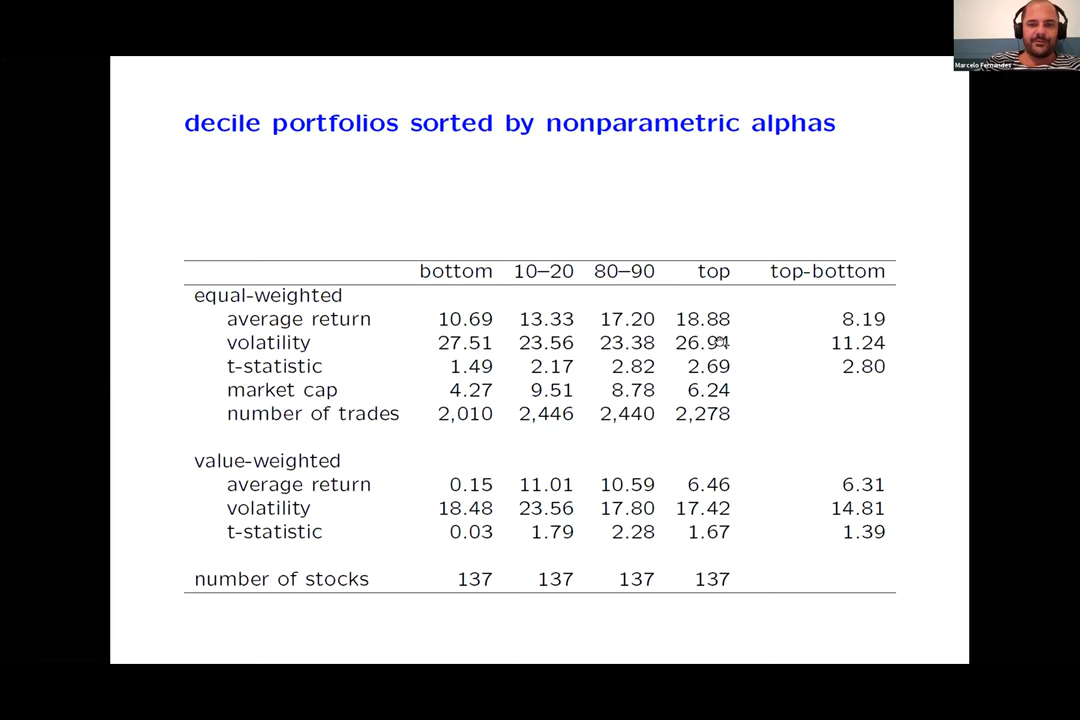 Marcelo Fernandes
decile portfolios sorted by nonparametric alphas
bottom 10–20 80–90 top top-bottom
equal-weighted
average return 10.69 13.33 17.20 18.88 8.19
volatility 27.51 23.56 23.38 26.94 11.24
t-statistic 1.49 2.17 2.82 2.69 2.80
market cap 4.27 9.51 8.78 6.24
number of trades 2,010 2,446 2,440 2,278
value-weighted
average return 0.15 11.01 10.59 6.46 6.31
volatility 18.48 23.56 17.80 17.42 14.81
t-statistic 0.03 1.79 2.28 1.67 1.39
number of stocks 137 137 137 137